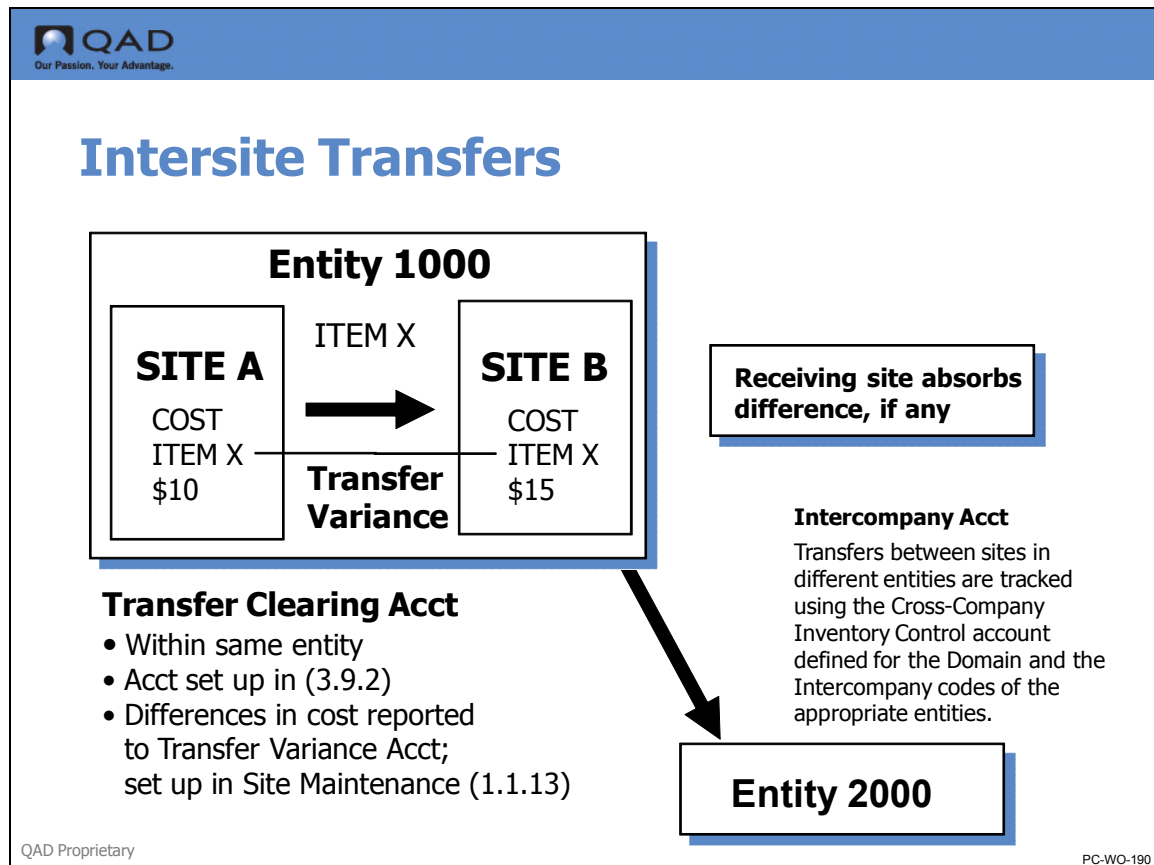 QAD
Our Passion. Your Advantage.
Intersite Transfers
Entity 1000
SITE A
COST
ITEM X
$10
ITEM X
Transfer
Variance
SITE B
COST
ITEM X
$15
Receiving site absorbs
difference, if any
Transfer Clearing Acct
• Within same entity
• Acct set up in (3.9.2)
• Differences in cost reported
to Transfer Variance Acct;
set up in Site Maintenance (1.1.13)
Intercompany Acct
Transfers between sites in
different entities are tracked
using the Cross-Company
Inventory Control account
defined for the Domain and the
Intercompany codes of the
appropriate entities.
Entity 2000
QAD Proprietary
PC-WO-190